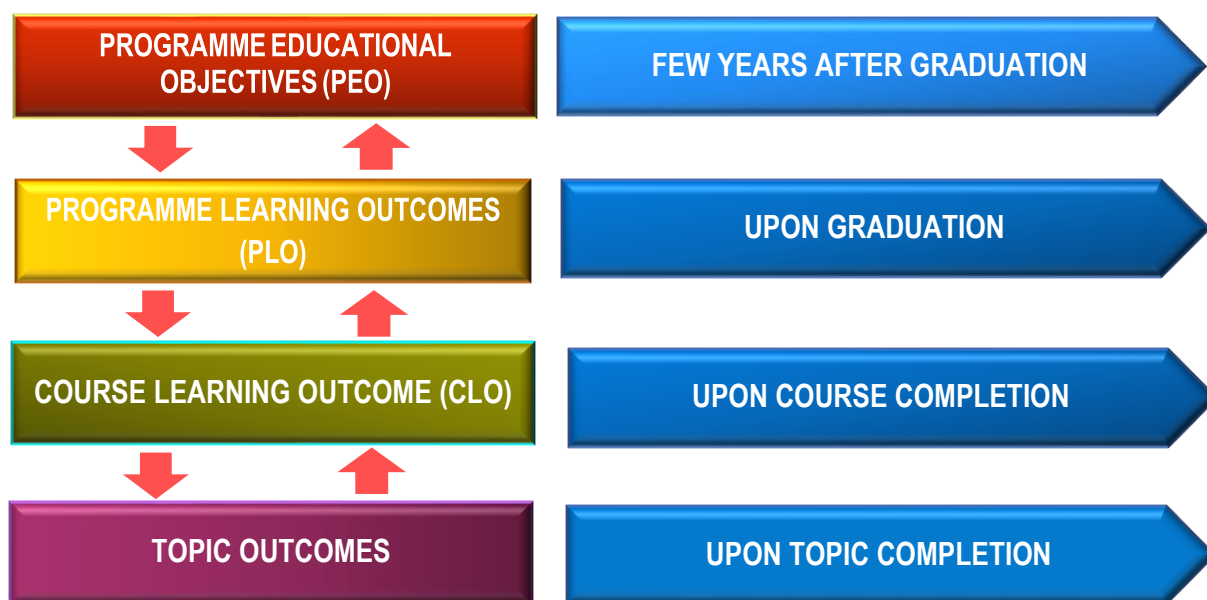 PROGRAMME EDUCATIONAL
OBJECTIVES (PEO)
FEW YEARS AFTER GRADUATION
PROGRAMME LEARNING OUTCOMES
(PLO)
UPON GRADUATION
COURSE LEARNING OUTCOME (CLO)
UPON COURSE COMPLETION
TOPIC OUTCOMES
UPON TOPIC COMPLETION